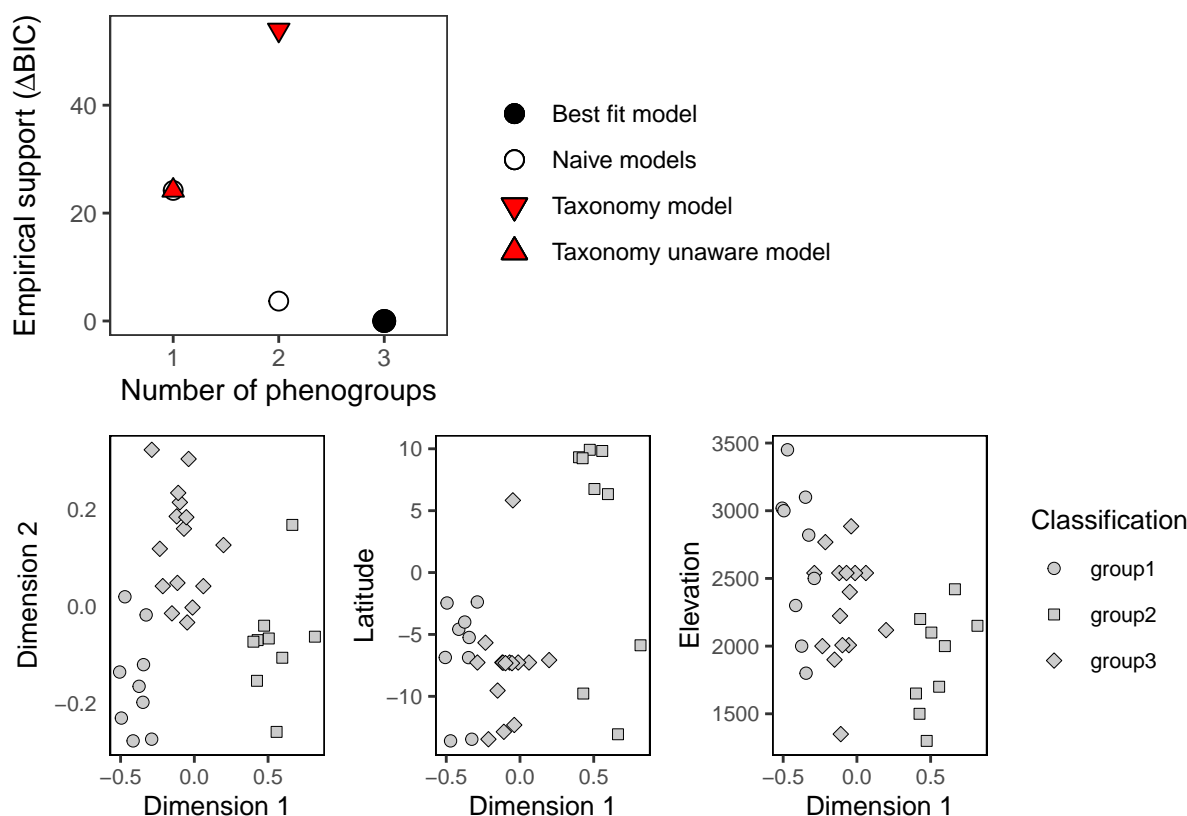 Empirical support (ΔBIC)
40
20
0
1 2 3
Number of phenogroups
Best fit model
Naive models
Taxonomy model
Taxonomy unaware model
Dimension 2
0.2
0.0
−0.2
−0.5 0.0 0.5
Dimension 1
Latitude
10
5
0
−5
−10
−0.5 0.0 0.5
Dimension 1
Elevation
3500
3000
2500
2000
1500
−0.5 0.0 0.5
Dimension 1
Classification
group1
group2
group3